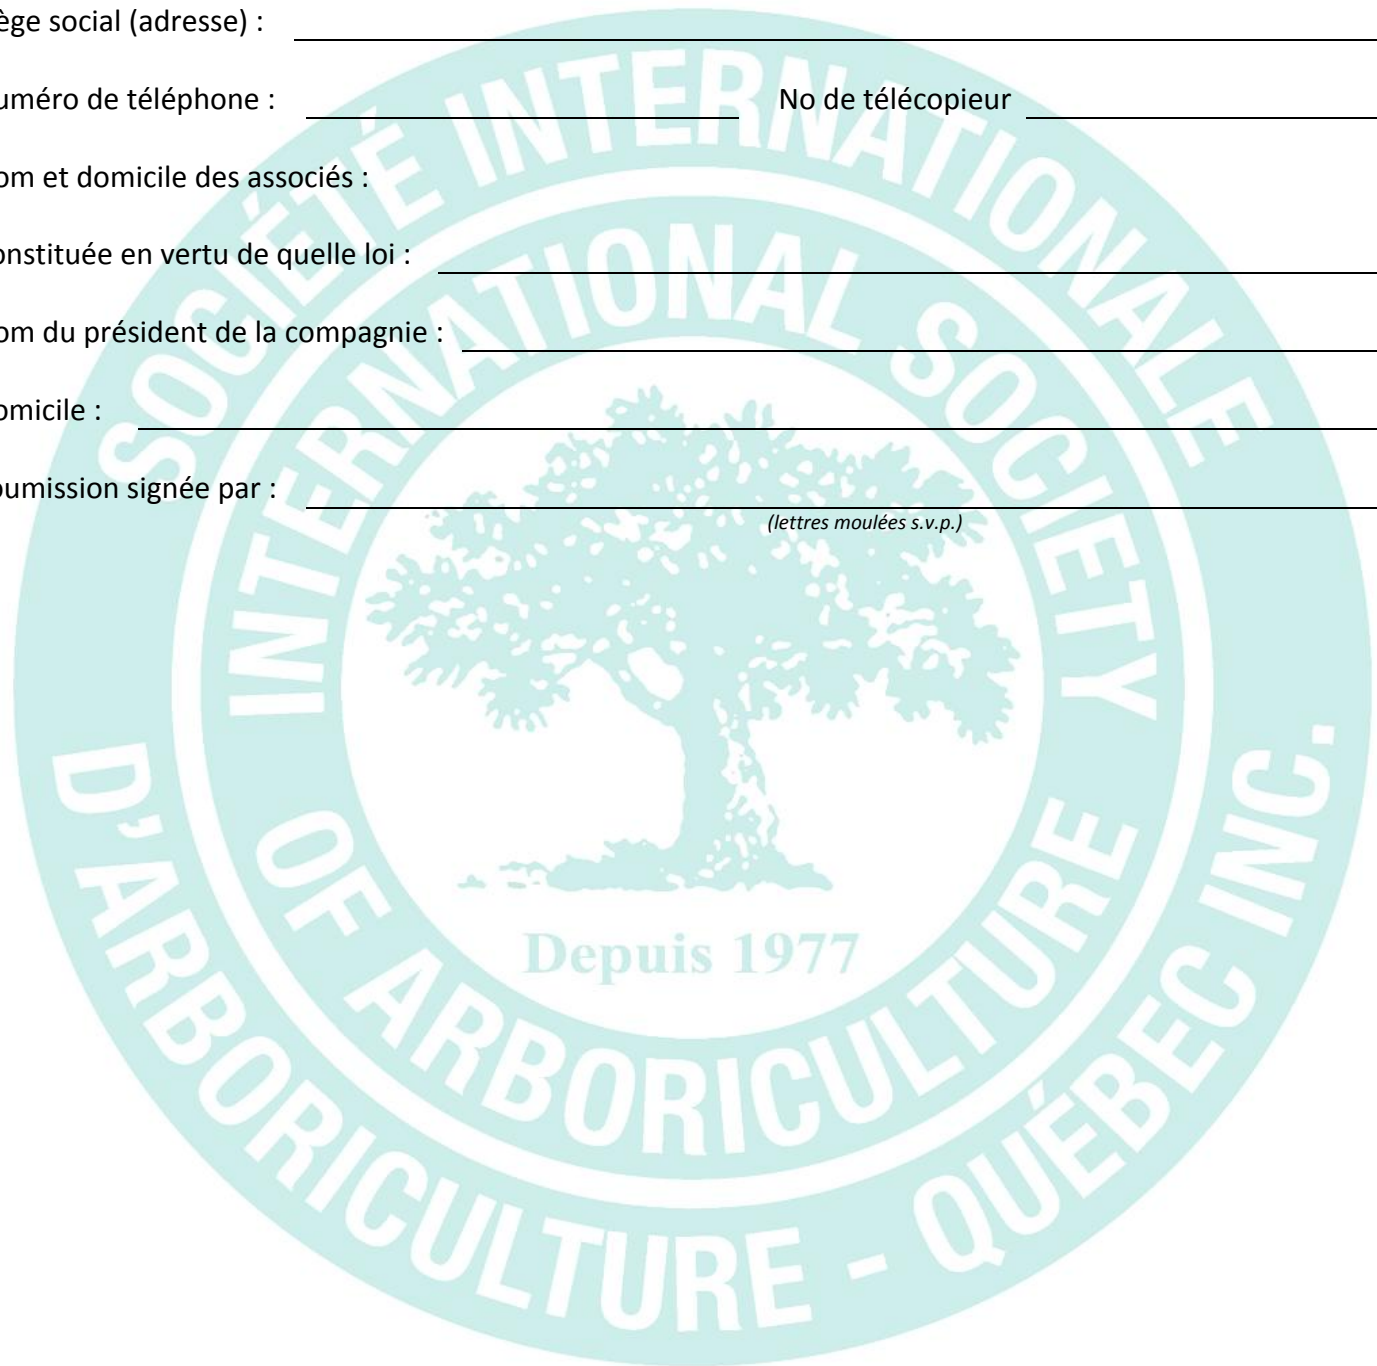 ège social (adresse) :
uméro de téléphone : No de télécopieur
om et domicile des associés :
onstituée en vertu de quelle loi :
om du président de la compagnie :
omicile :
oumission signée par :
(lettres moulées s.v.p.)
SOCIÉTÉ INTERNATIONALE
D'ARBORICULTURE - QUÉBEC INC.
INTERNATIONAL SOCIETY
OF ARBORICULTURE
Depuis 1977